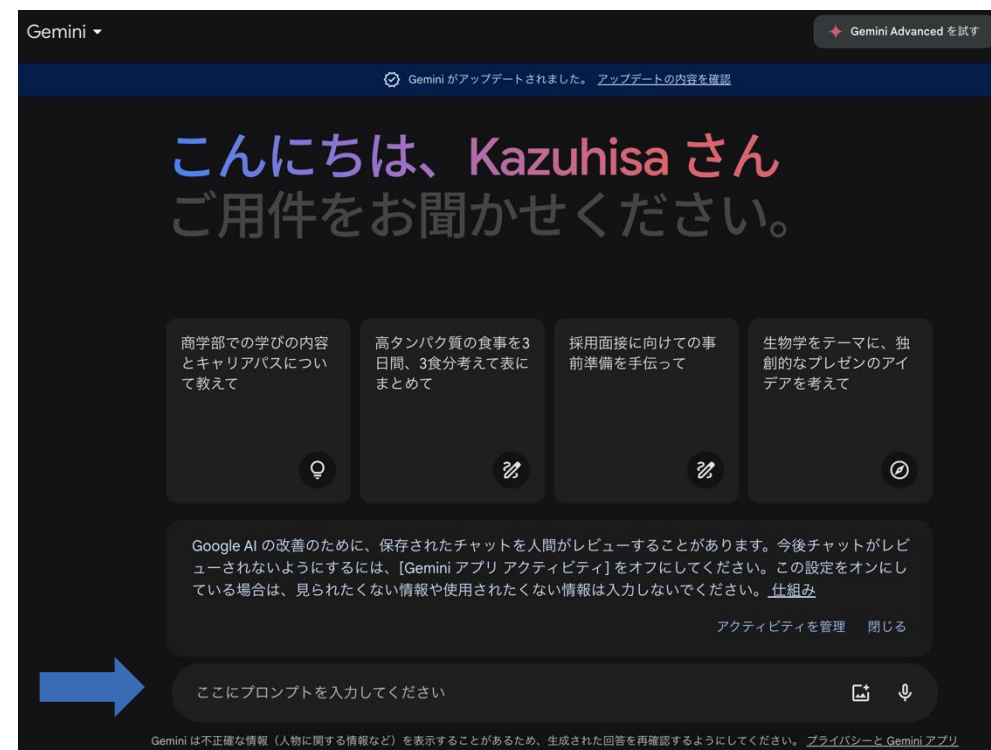 Gemini
Gemini Advanced を試す
Gemini がアップデートされました。 アップデートの内容を確認
こんにちは、Kazuhisa さん
ご用件をお聞かせください。
商学部での学びの内容
とキャリアパスについ
て教えて
高タンパク質の食事を3
日間、3食分考えて表に
まとめて
採用面接に向けての事
前準備を手伝って
生物学をテーマに、独
創的なプレゼンのアイ
デアを考えて
Google AI の改善のために、保存されたチャットを人間がレビューすることがあります。今後チャットがレビ
ューされないようにするには、[Gemini アプリ アクティビティ] をオフにしてください。この設定をオンにし
ている場合は、見られたくない情報や使用されたくない情報は入力しないでください。 仕組み
アクティビティを管理 閉じる
ここにプロンプトを入力してください
Gemini は不正確な情報（人物に関する情報など）を表示することがあるため、生成された回答を再確認するようにしてください。 プライバシーと Gemini アプリ